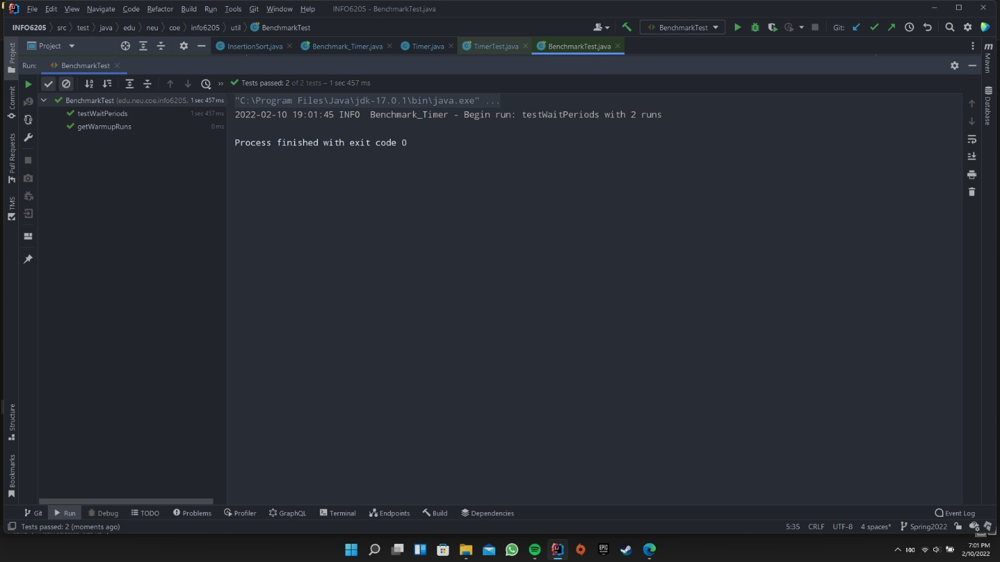 File Edit View Navigate Code Refactor Build Run Tools Git Window Help INFO6205 - BenchmarkTest.java
INFO6205 src test java edu neu coe info6205 util BenchmarkTest BenchmarkTest Git:
Project InsertionSort.java Benchmark_Timer.java Timer.java TimerTest.java BenchmarkTest.java
Run: BenchmarkTest
Tests passed: 2 of 2 tests – 1 sec 457 ms
BenchmarkTest (edu.neu.coe.info6205. 1 sec 457 ms
testWaitPeriods 1 sec 457 ms
getWarmupRuns 0 ms
"C:\Program Files\Java\jdk-17.0.1\bin\java.exe" ...
2022-02-10 19:01:45 INFO  Benchmark_Timer - Begin run: testWaitPeriods with 2 runs
Process finished with exit code 0
Project
Commit
Pull Requests
TMS
Structure
Bookmarks
m Maven
Database
Git Run Debug TODO Problems Profiler GraphQL Terminal Endpoints Build Dependencies Event Log
Tests passed: 2 (moments ago) 5:35 CRLF UTF-8 4 spaces* Spring2022
EPIC
100 7:01 PM
2/10/2022